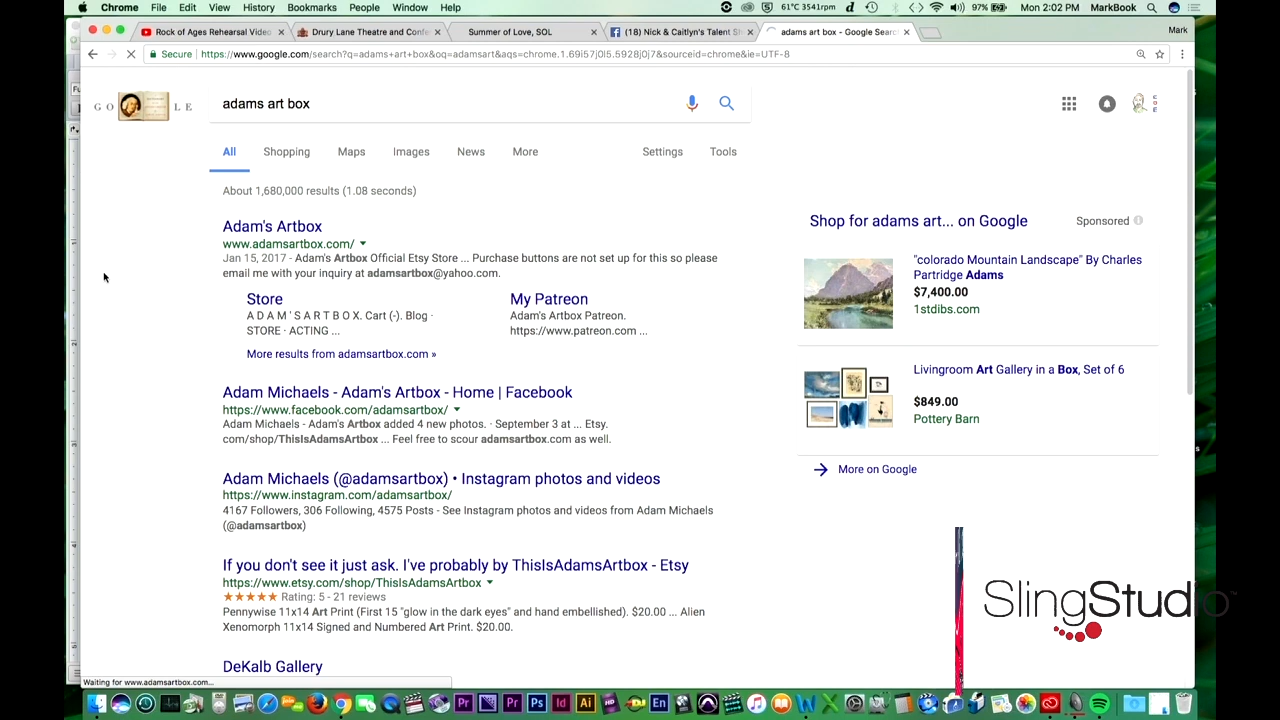 Chrome File Edit View History Bookmarks People Window Help 61°C 3541rpm 97% Mon 2:02 PM MarkBook
Rock of Ages Rehearsal Video Drury Lane Theatre and Confe Summer of Love, SOL (18) Nick & Caitlyn's Talent Sh adams art box - Google Searc Mark
Secure https://www.google.com/search?q=adams+art+box&oq=adamsart&aqs=chrome.1.69i57j0l5.5928j0j7&sourceid=chrome&ie=UTF-8
G O L E
adams art box
All Shopping Maps Images News More Settings Tools
About 1,680,000 results (1.08 seconds)
Adam's Artbox
www.adamsartbox.com/
Jan 15, 2017 - Adam's Artbox Official Etsy Store ... Purchase buttons are not set up for this so please
email me with your inquiry at adamsartbox@yahoo.com.
Store
A D A M ' S A R T B O X. Cart (-). Blog ·
STORE · ACTING ...
My Patreon
Adam's Artbox Patreon.
https://www.patreon.com ...
More results from adamsartbox.com »
Adam Michaels - Adam's Artbox - Home | Facebook
https://www.facebook.com/adamsartbox/
Adam Michaels - Adam's Artbox added 4 new photos. · September 3 at ... Etsy.
com/shop/ThisIsAdamsArtbox ... Feel free to scour adamsartbox.com as well.
Adam Michaels (@adamsartbox) • Instagram photos and videos
https://www.instagram.com/adamsartbox/
4167 Followers, 306 Following, 4575 Posts - See Instagram photos and videos from Adam Michaels
(@adamsartbox)
If you don't see it just ask. I've probably by ThisIsAdamsArtbox - Etsy
https://www.etsy.com/shop/ThisIsAdamsArtbox
Rating: 5 - 21 reviews
Pennywise 11x14 Art Print (First 15 "glow in the dark eyes" and hand embellished). $20.00 ... Alien
Xenomorph 11x14 Signed and Numbered Art Print. $20.00.
DeKalb Gallery
Shop for adams art... on Google Sponsored
"colorado Mountain Landscape" By Charles
Partridge Adams
$7,400.00
1stdibs.com
Livingroom Art Gallery in a Box, Set of 6
$849.00
Pottery Barn
More on Google
SlingStudio™
Waiting for www.adamsartbox.com...
Pr Pr Ps Id Ai HD En